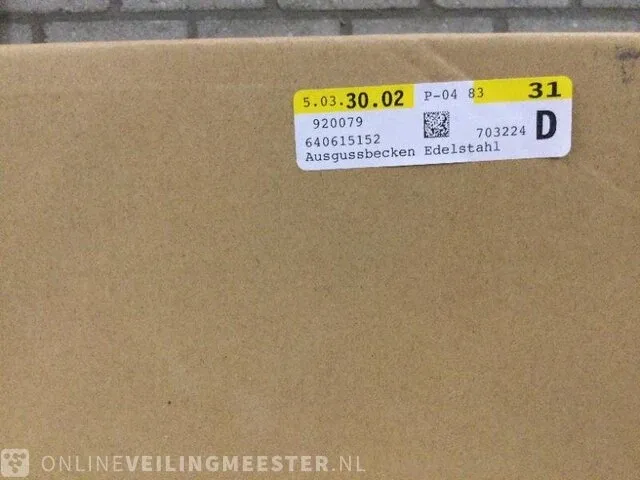 5.03.30.02 P-04 83 31
920079
640615152 703224 D
Ausgussbecken Edelstahl
ONLINEVEILINGMEESTER.NL